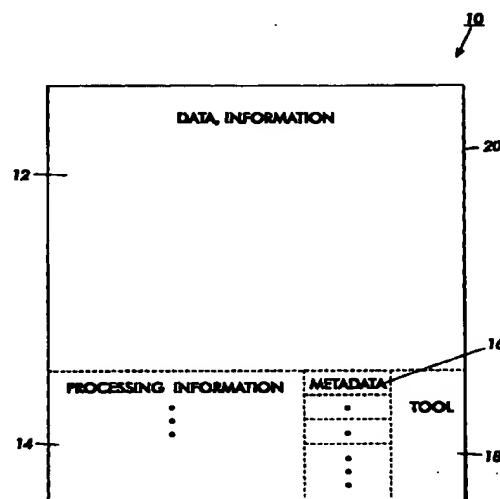 10
DATA, INFORMATION
20
12
16
PROCESSING INFORMATION
METADATA
TOOL
14
18